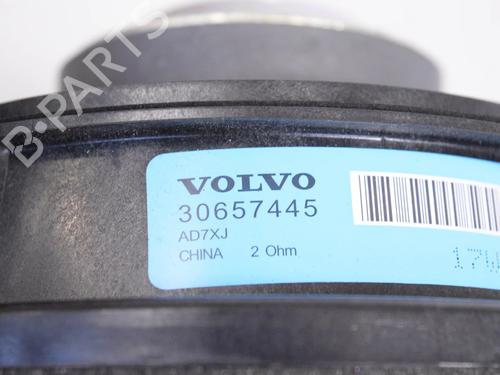 B-PARTS
VOLVO
30657445
AD7XJ
CHINA 2 Ohm